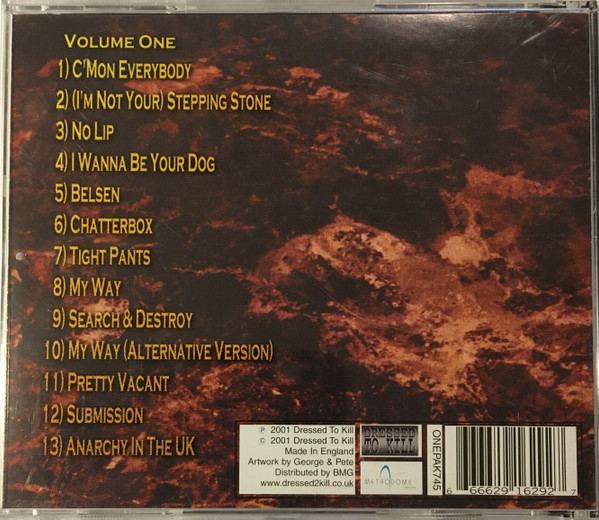 VOLUME ONE
1) C'MON EVERYBODY
2) (I'M NOT YOUR) STEPPING STONE
3) NO LIP
4) I WANNA BE YOUR DOG
5) BELSEN
6) CHATTERBOX
7) TIGHT PANTS
8) MY WAY
9) SEARCH & DESTROY
10) MY WAY (ALTERNATIVE VERSION)
11) PRETTY VACANT
12) SUBMISSION
13) ANARCHY IN THE UK
℗ 2001 Dressed To Kill
© 2001 Dressed To Kill
Made In England
Artwork by George & Pete
Distributed by BMG
www.dressed2kill.co.uk
DRESSED
TO KILL
METRODOME
ONEPAK745
6 66629 16292 7